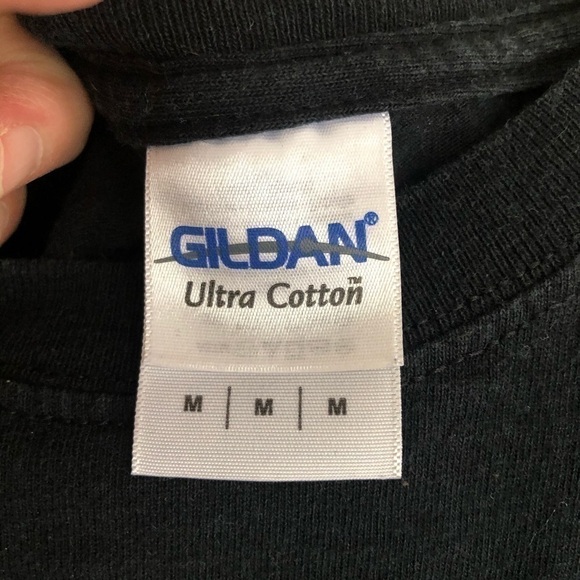 GILDAN®
Ultra Cotton™
M | M | M